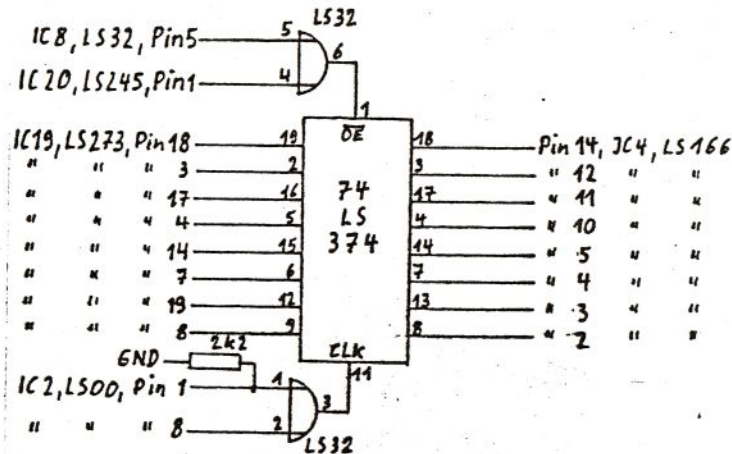 LS32
IC8, LS32, Pin5 5
6
IC20, LS245, Pin1 4
1
OE
IC19, LS273, Pin 18 19 18 Pin 14, IC4, LS166
" " " 3 2 3 " 12 " "
" " " 17 16 17 " 11 " "
" " " 4 5 4 " 10 " "
" " " 14 15 14 " 5 " "
" " " 7 6 7 " 4 " "
" " " 19 12 13 " 3 " "
" " " 8 9 8 " 2 " "
74
LS
374
CLK
2k2
GND
11
IC2, LS00, Pin 1 1
3
" " " 8 2
LS32